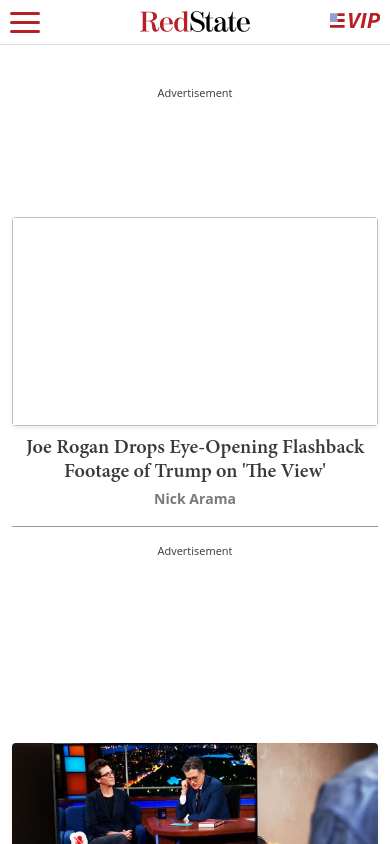 RedState
VIP
Advertisement
Joe Rogan Drops Eye-Opening Flashback
Footage of Trump on 'The View'
Nick Arama
Advertisement